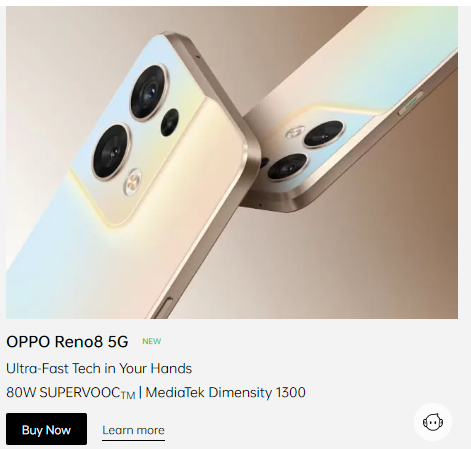 OPPO Reno8 5G NEW
Ultra-Fast Tech in Your Hands
80W SUPERVOOCTM | MediaTek Dimensity 1300
Buy Now Learn more